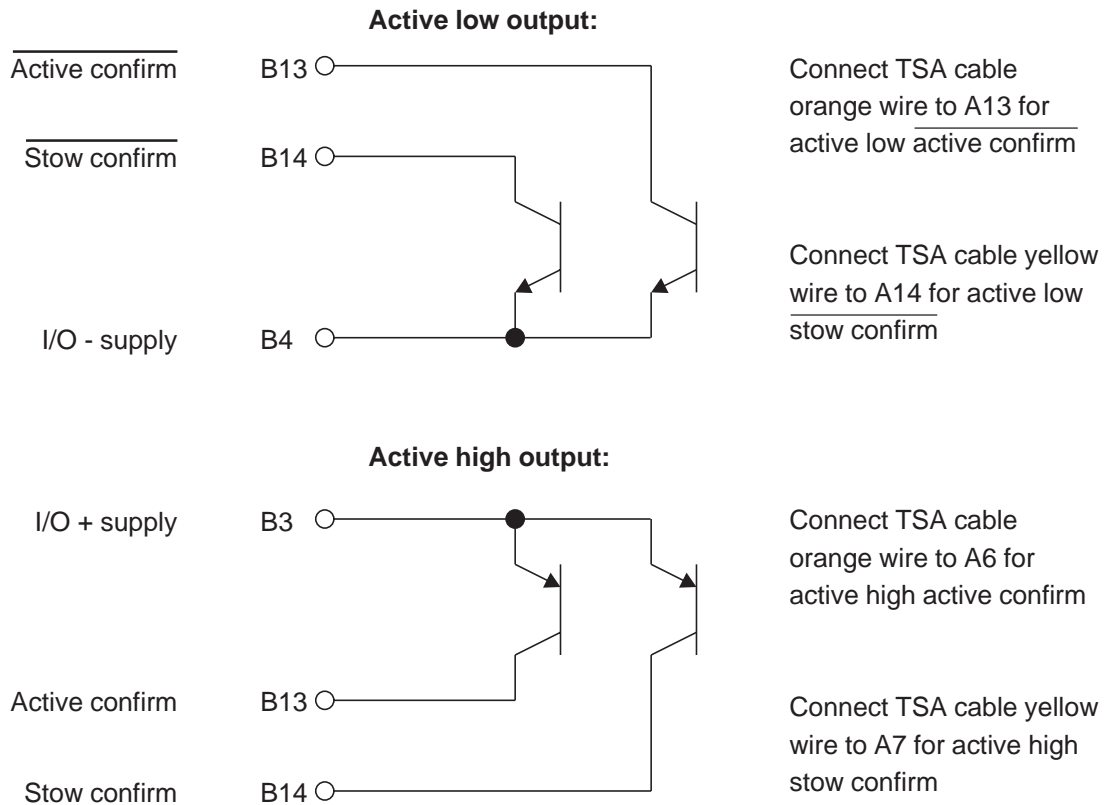 Active low output:
Active confirm B13
Connect TSA cable
orange wire to A13 for
active low active confirm
Stow confirm B14
Connect TSA cable yellow
wire to A14 for active low
stow confirm
I/O - supply B4
Active high output:
I/O + supply B3
Connect TSA cable
orange wire to A6 for
active high active confirm
Active confirm B13
Connect TSA cable yellow
wire to A7 for active high
stow confirm
Stow confirm B14